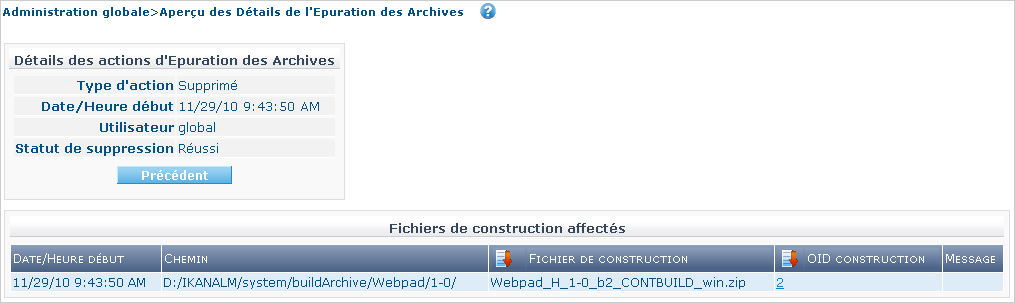 Administration globale>Aperçu des Détails de l'Epuration des Archives ?
Détails des actions d'Epuration des Archives
Type d'action Supprimé
Date/Heure début 11/29/10 9:43:50 AM
Utilisateur global
Statut de suppression Réussi
Précédent
Fichiers de construction affectés
Date/Heure début Chemin Fichier de construction OID construction Message
11/29/10 9:43:50 AM D:/IKANALM/system/buildArchive/Webpad/1-0/ Webpad_H_1-0_b2_CONTBUILD_win.zip 2